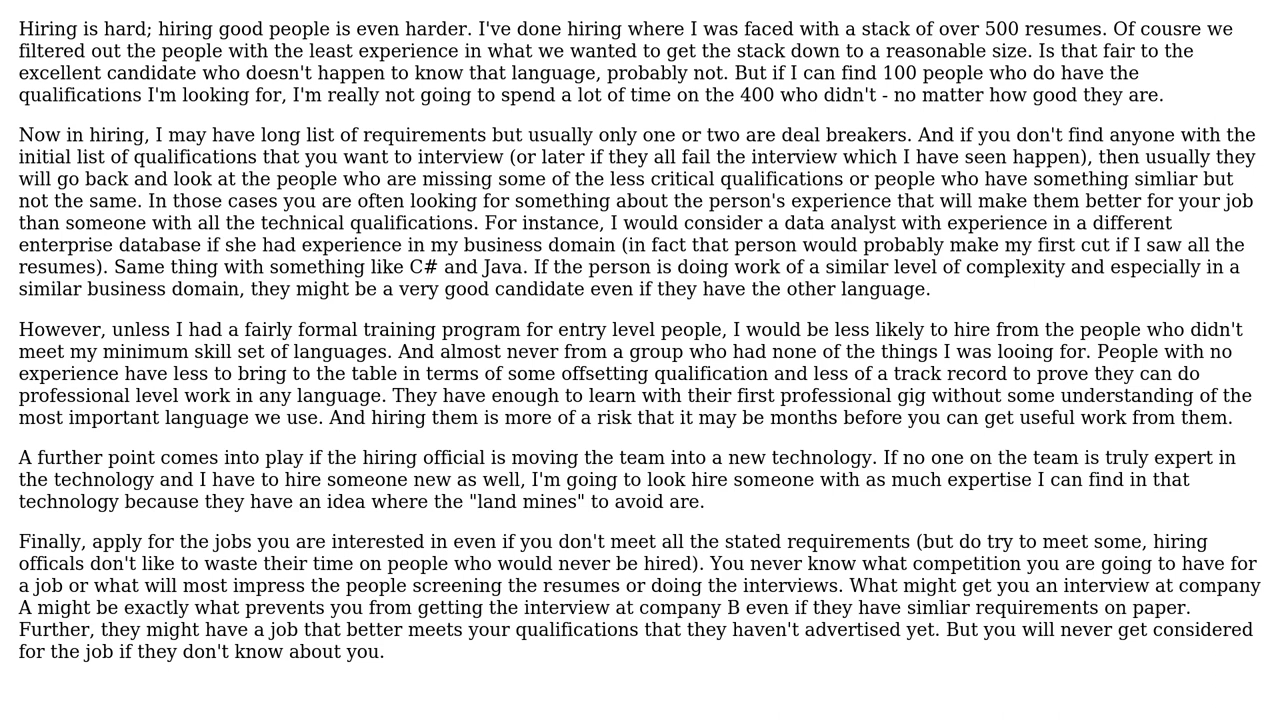 Hiring is hard; hiring good people is even harder. I've done hiring where I was faced with a stack of over 500 resumes. Of cousre we
filtered out the people with the least experience in what we wanted to get the stack down to a reasonable size. Is that fair to the
excellent candidate who doesn't happen to know that language, probably not. But if I can find 100 people who do have the
qualifications I'm looking for, I'm really not going to spend a lot of time on the 400 who didn't - no matter how good they are.
Now in hiring, I may have long list of requirements but usually only one or two are deal breakers. And if you don't find anyone with the
initial list of qualifications that you want to interview (or later if they all fail the interview which I have seen happen), then usually they
will go back and look at the people who are missing some of the less critical qualifications or people who have something simliar but
not the same. In those cases you are often looking for something about the person's experience that will make them better for your job
than someone with all the technical qualifications. For instance, I would consider a data analyst with experience in a different
enterprise database if she had experience in my business domain (in fact that person would probably make my first cut if I saw all the
resumes). Same thing with something like C# and Java. If the person is doing work of a similar level of complexity and especially in a
similar business domain, they might be a very good candidate even if they have the other language.
However, unless I had a fairly formal training program for entry level people, I would be less likely to hire from the people who didn't
meet my minimum skill set of languages. And almost never from a group who had none of the things I was looing for. People with no
experience have less to bring to the table in terms of some offsetting qualification and less of a track record to prove they can do
professional level work in any language. They have enough to learn with their first professional gig without some understanding of the
most important language we use. And hiring them is more of a risk that it may be months before you can get useful work from them.
A further point comes into play if the hiring official is moving the team into a new technology. If no one on the team is truly expert in
the technology and I have to hire someone new as well, I'm going to look hire someone with as much expertise I can find in that
technology because they have an idea where the "land mines" to avoid are.
Finally, apply for the jobs you are interested in even if you don't meet all the stated requirements (but do try to meet some, hiring
officals don't like to waste their time on people who would never be hired). You never know what competition you are going to have for
a job or what will most impress the people screening the resumes or doing the interviews. What might get you an interview at company
A might be exactly what prevents you from getting the interview at company B even if they have simliar requirements on paper.
Further, they might have a job that better meets your qualifications that they haven't advertised yet. But you will never get considered
for the job if they don't know about you.